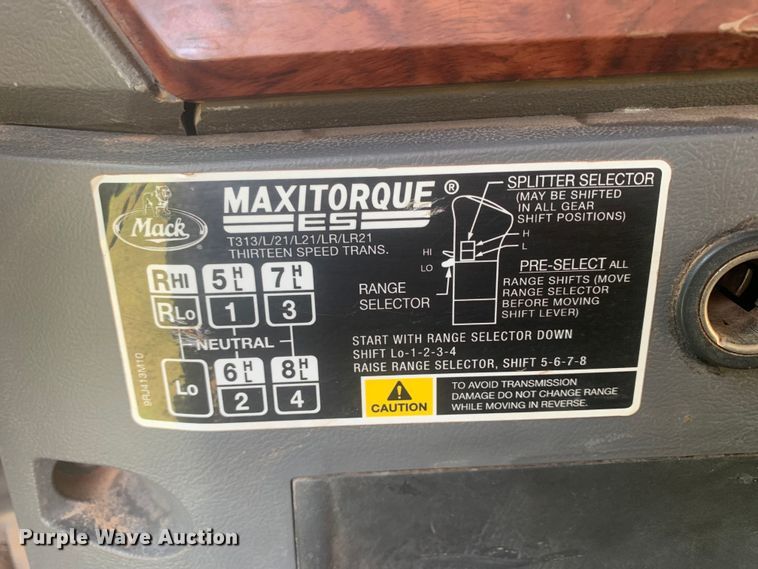 Mack
MAXITORQUE®
ES
T313/L/21/L21/LR/LR21
THIRTEEN SPEED TRANS.
SPLITTER SELECTOR
(MAY BE SHIFTED
IN ALL GEAR
SHIFT POSITIONS)
H
L
HI
LO
RANGE
SELECTOR
PRE-SELECT ALL
RANGE SHIFTS (MOVE
RANGE SELECTOR
BEFORE MOVING
SHIFT LEVER)
RHI 5 H L 7 H L
RLo 1 3
NEUTRAL
Lo 6 H L 8 H L
2 4
START WITH RANGE SELECTOR DOWN
SHIFT Lo-1-2-3-4
RAISE RANGE SELECTOR, SHIFT 5-6-7-8
CAUTION
TO AVOID TRANSMISSION
DAMAGE DO NOT CHANGE RANGE
WHILE MOVING IN REVERSE.
9RJ413M10
Purple Wave Auction